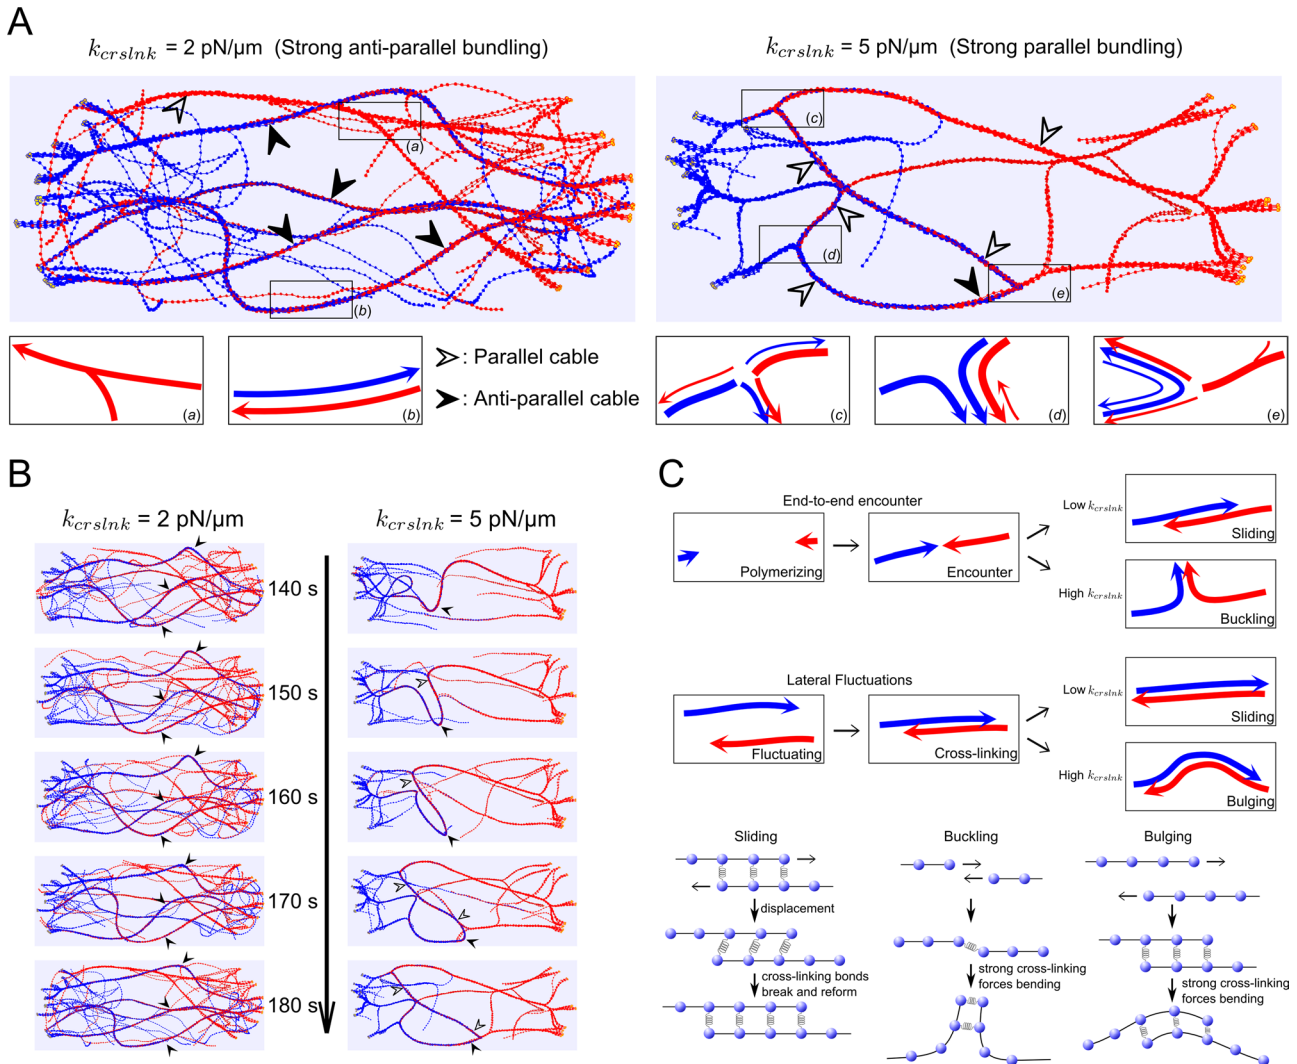 A
k_crslnk = 2 pN/µm (Strong anti-parallel bundling)
k_crslnk = 5 pN/µm (Strong parallel bundling)
(a)
(b)
(c)
(d)
(e)
(a)
(b)
: Parallel cable
: Anti-parallel cable
(c)
(d)
(e)
B
k_crslnk = 2 pN/µm
k_crslnk = 5 pN/µm
140 s
150 s
160 s
170 s
180 s
C
End-to-end encounter
Polymerizing
Encounter
Low k_crslnk
Sliding
High k_crslnk
Buckling
Lateral Fluctuations
Fluctuating
Cross-linking
Low k_crslnk
Sliding
High k_crslnk
Bulging
Sliding
displacement
cross-linking bonds
break and reform
Buckling
strong cross-linking
forces bending
Bulging
strong cross-linking
forces bending